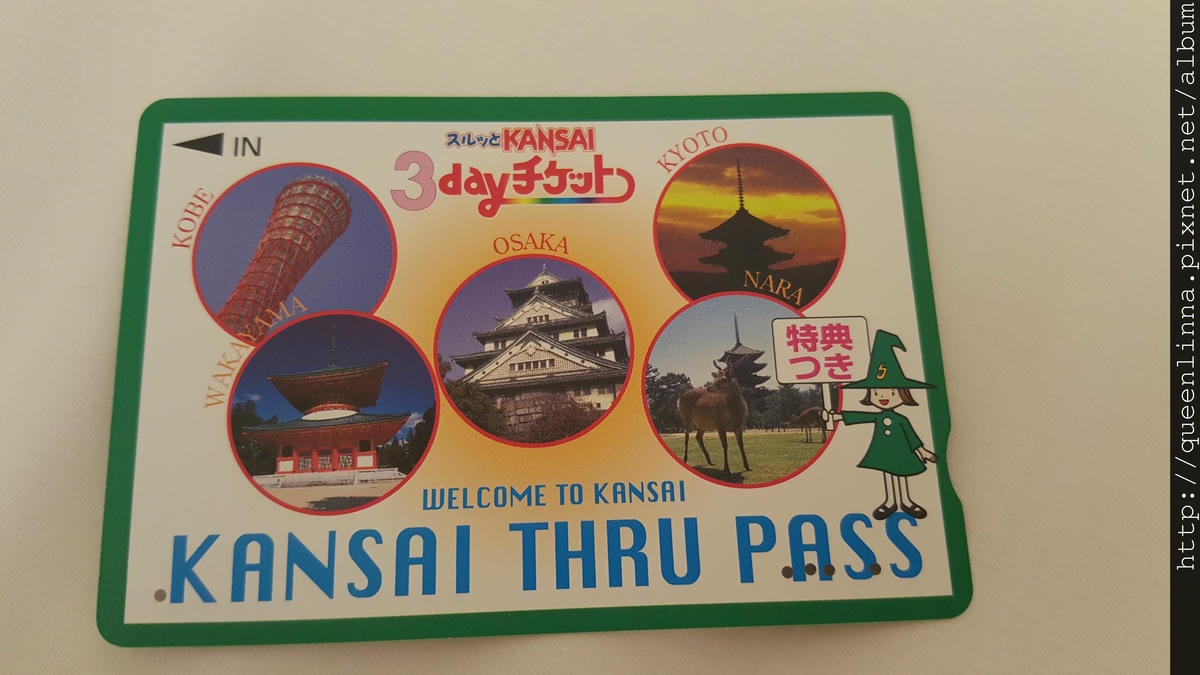 IN
スルッとKANSAI
3dayチケット
KOBE
KYOTO
OSAKA
WAKAYAMA
NARA
特典
つき
S
WELCOME TO KANSAI
KANSAI THRU PASS
http://queenlinna.pixnet.net/album